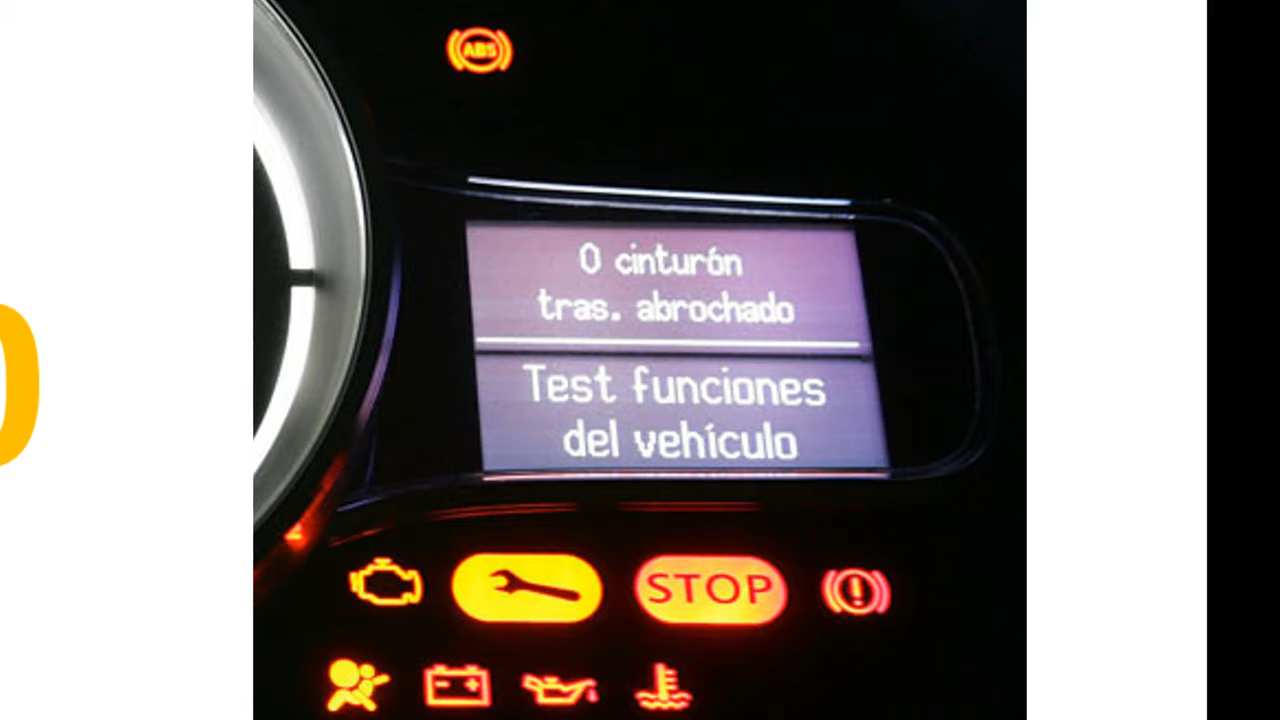 ABS
0 cinturón
tras. abrochado
Test funciones
del vehículo
STOP